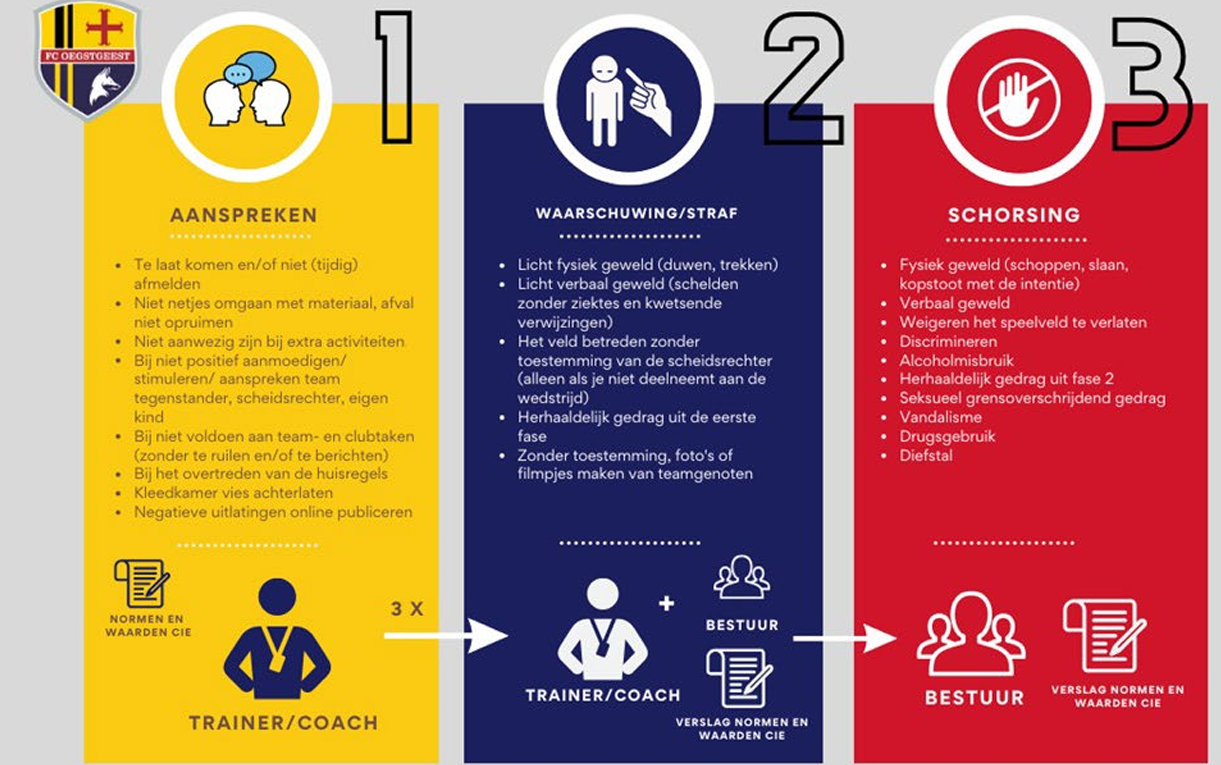 FC OEGSTGEEST
1
AANSPREKEN
• Te laat komen en/of niet (tijdig)
afmelden
• Niet netjes omgaan met materiaal, afval
niet opruimen
• Niet aanwezig zijn bij extra activiteiten
• Bij niet positief aanmoedigen/
stimuleren/ aanspreken team
tegenstander, scheidsrechter, eigen
kind
• Bij niet voldoen aan team- en clubtaken
(zonder te ruilen en/of te berichten)
• Bij het overtreden van de huisregels
• Kleedkamer vies achterlaten
• Negatieve uitlatingen online publiceren
NORMEN EN
WAARDEN CIE
TRAINER/COACH
3 X
2
WAARSCHUWING/STRAF
• Licht fysiek geweld (duwen, trekken)
• Licht verbaal geweld (schelden
zonder ziektes en kwetsende
verwijzingen)
• Het veld betreden zonder
toestemming van de scheidsrechter
(alleen als je niet deelneemt aan de
wedstrijd)
• Herhaaldelijk gedrag uit de eerste
fase
• Zonder toestemming, foto's of
filmpjes maken van teamgenoten
TRAINER/COACH
+
BESTUUR
VERSLAG NORMEN EN
WAARDEN CIE
3
SCHORSING
• Fysiek geweld (schoppen, slaan,
kopstoot met de intentie)
• Verbaal geweld
• Weigeren het speelveld te verlaten
• Discrimineren
• Alcoholmisbruik
• Herhaaldelijk gedrag uit fase 2
• Seksueel grensoverschrijdend gedrag
• Vandalisme
• Drugsgebruik
• Diefstal
BESTUUR
VERSLAG NORMEN EN
WAARDEN CIE